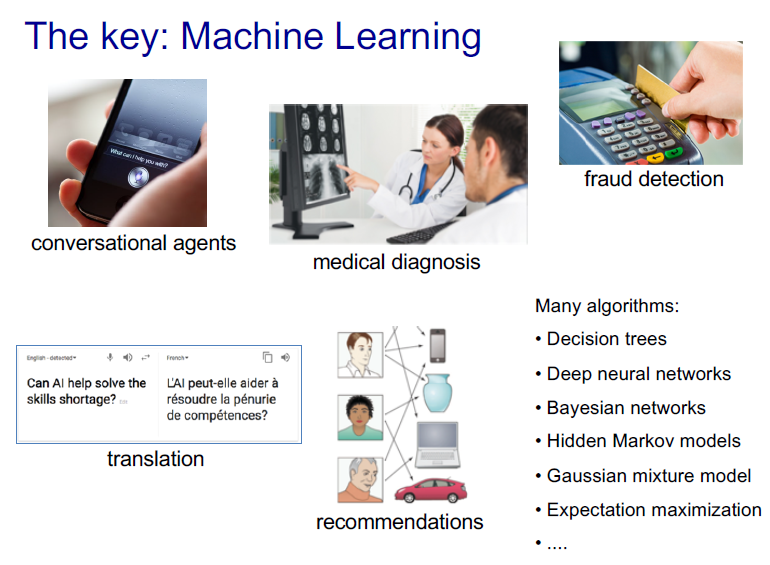 The key: Machine Learning
What can I help you with?
conversational agents
medical diagnosis
fraud detection
English - detected
French
Can AI help solve the
skills shortage?
L'AI peut-elle aider à
résoudre la pénurie
de compétences?
translation
recommendations
Many algorithms:
• Decision trees
• Deep neural networks
• Bayesian networks
• Hidden Markov models
• Gaussian mixture model
• Expectation maximization
• ....